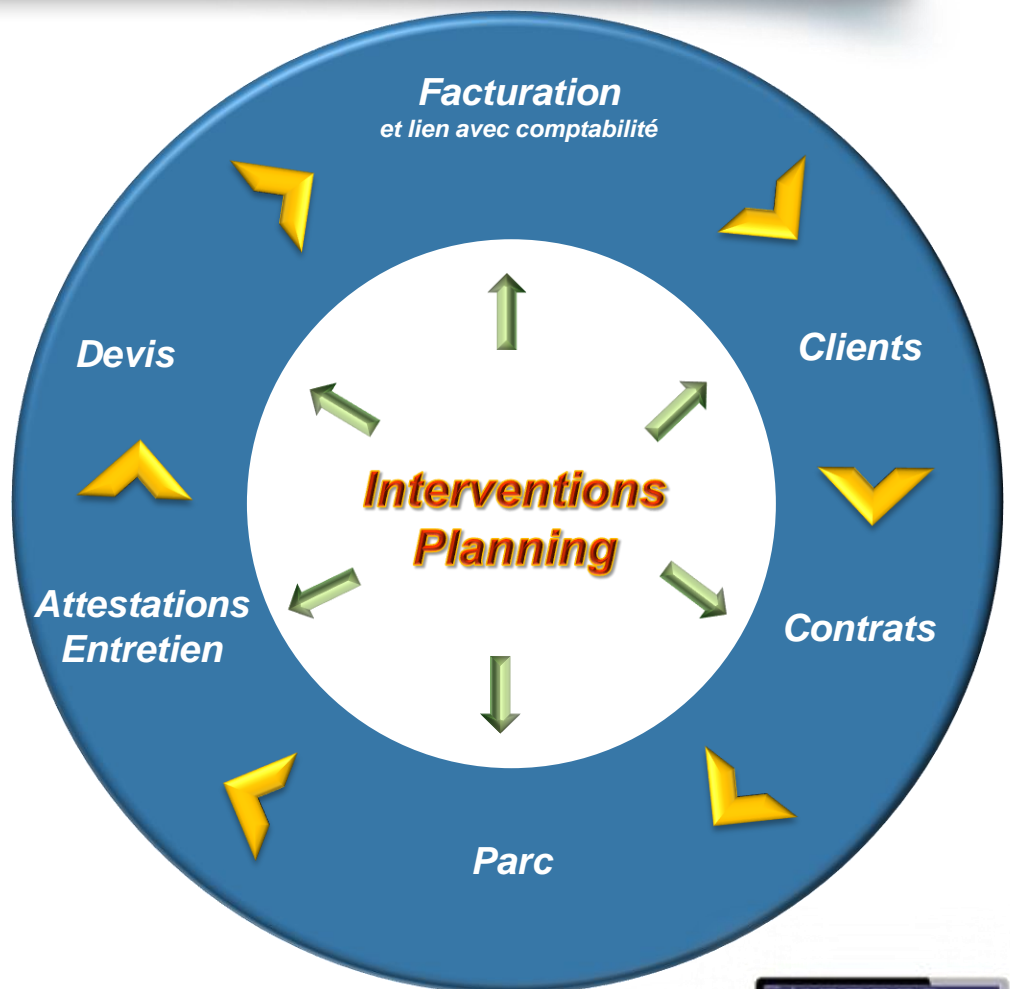 Facturation
et lien avec comptabilité
Devis
Clients
Interventions
Planning
Attestations
Entretien
Contrats
Parc